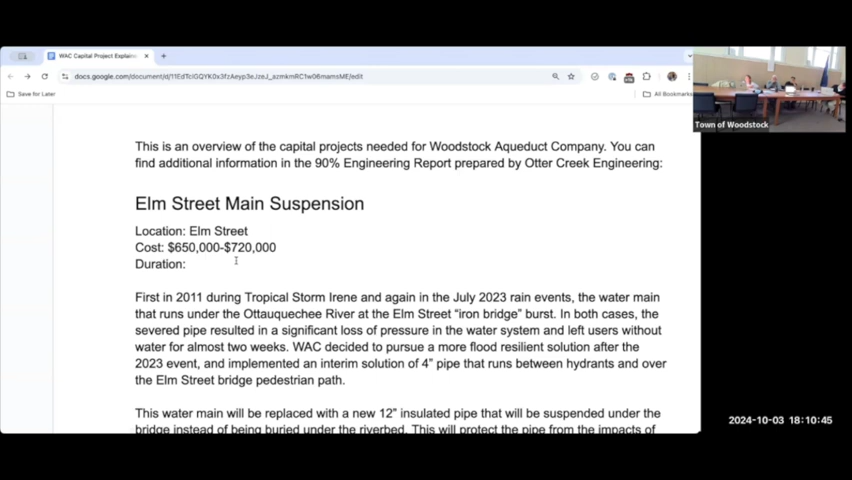 WAC Capital Project Explaine
docs.google.com/document/d/
/edit
Save for Later
All Bookmarks
Town of Woodstock
This is an overview of the capital projects needed for Woodstock Aqueduct Company. You can
find additional information in the 90% Engineering Report prepared by Otter Creek Engineering:
Elm Street Main Suspension
Location: Elm Street
Cost: $650,000-$720,000
Duration:
First in 2011 during Tropical Storm Irene and again in the July 2023 rain events, the water main
that runs under the Ottauquechee River at the Elm Street “iron bridge” burst. In both cases, the
severed pipe resulted in a significant loss of pressure in the water system and left users without
water for almost two weeks. WAC decided to pursue a more flood resilient solution after the
2023 event, and implemented an interim solution of 4” pipe that runs between hydrants and over
the Elm Street bridge pedestrian path.
This water main will be replaced with a new 12” insulated pipe that will be suspended under the
bridge instead of being buried under the riverbed. This will protect the pipe from the impacts of
2024-10-03 18:10:45